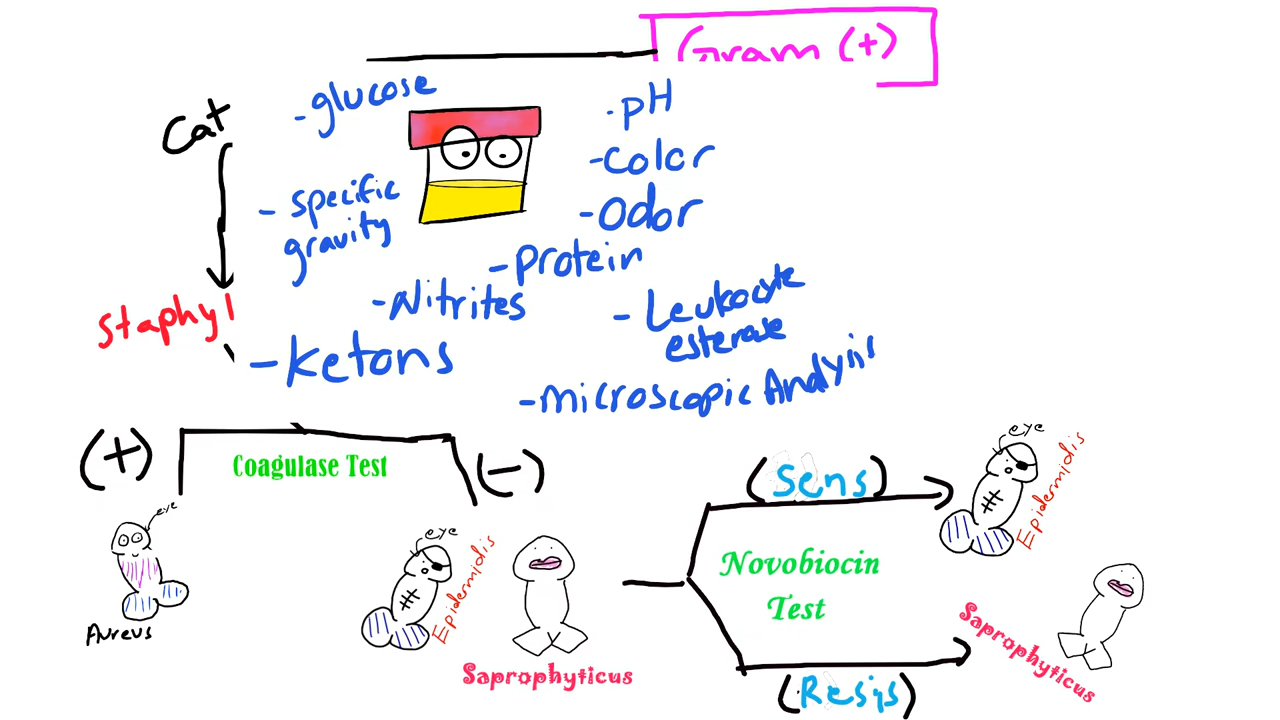 Gram (+)
Cat
- glucose
- pH
- Color
- Odor
- specific
gravity
- protein
- Nitrites
- Leukocyte
esterase
Staphyl
- Ketons
- microscopic Analysis
(+)
Coagulase Test
(-)
eye
Aureus
eye
Epidermidis
Saprophyticus
(Sens)
Novobiocin
Test
(Resis)
eye
Epidermidis
Saprophyticus